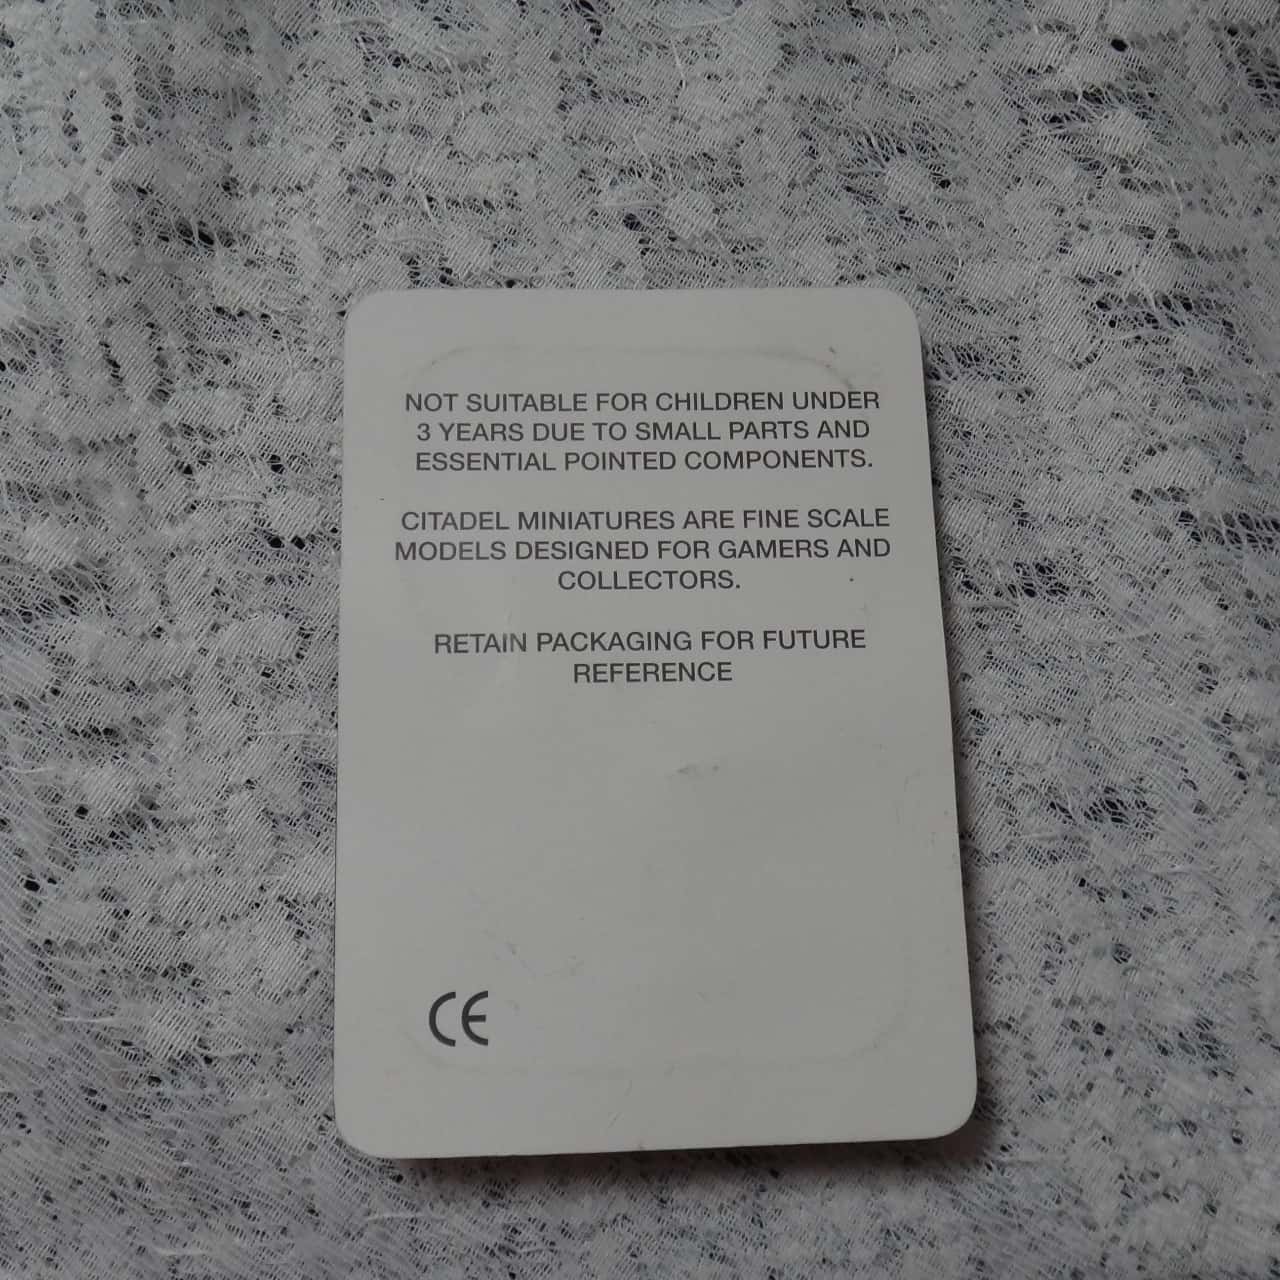 NOT SUITABLE FOR CHILDREN UNDER
3 YEARS DUE TO SMALL PARTS AND
ESSENTIAL POINTED COMPONENTS.
CITADEL MINIATURES ARE FINE SCALE
MODELS DESIGNED FOR GAMERS AND
COLLECTORS.
RETAIN PACKAGING FOR FUTURE
REFERENCE
CE